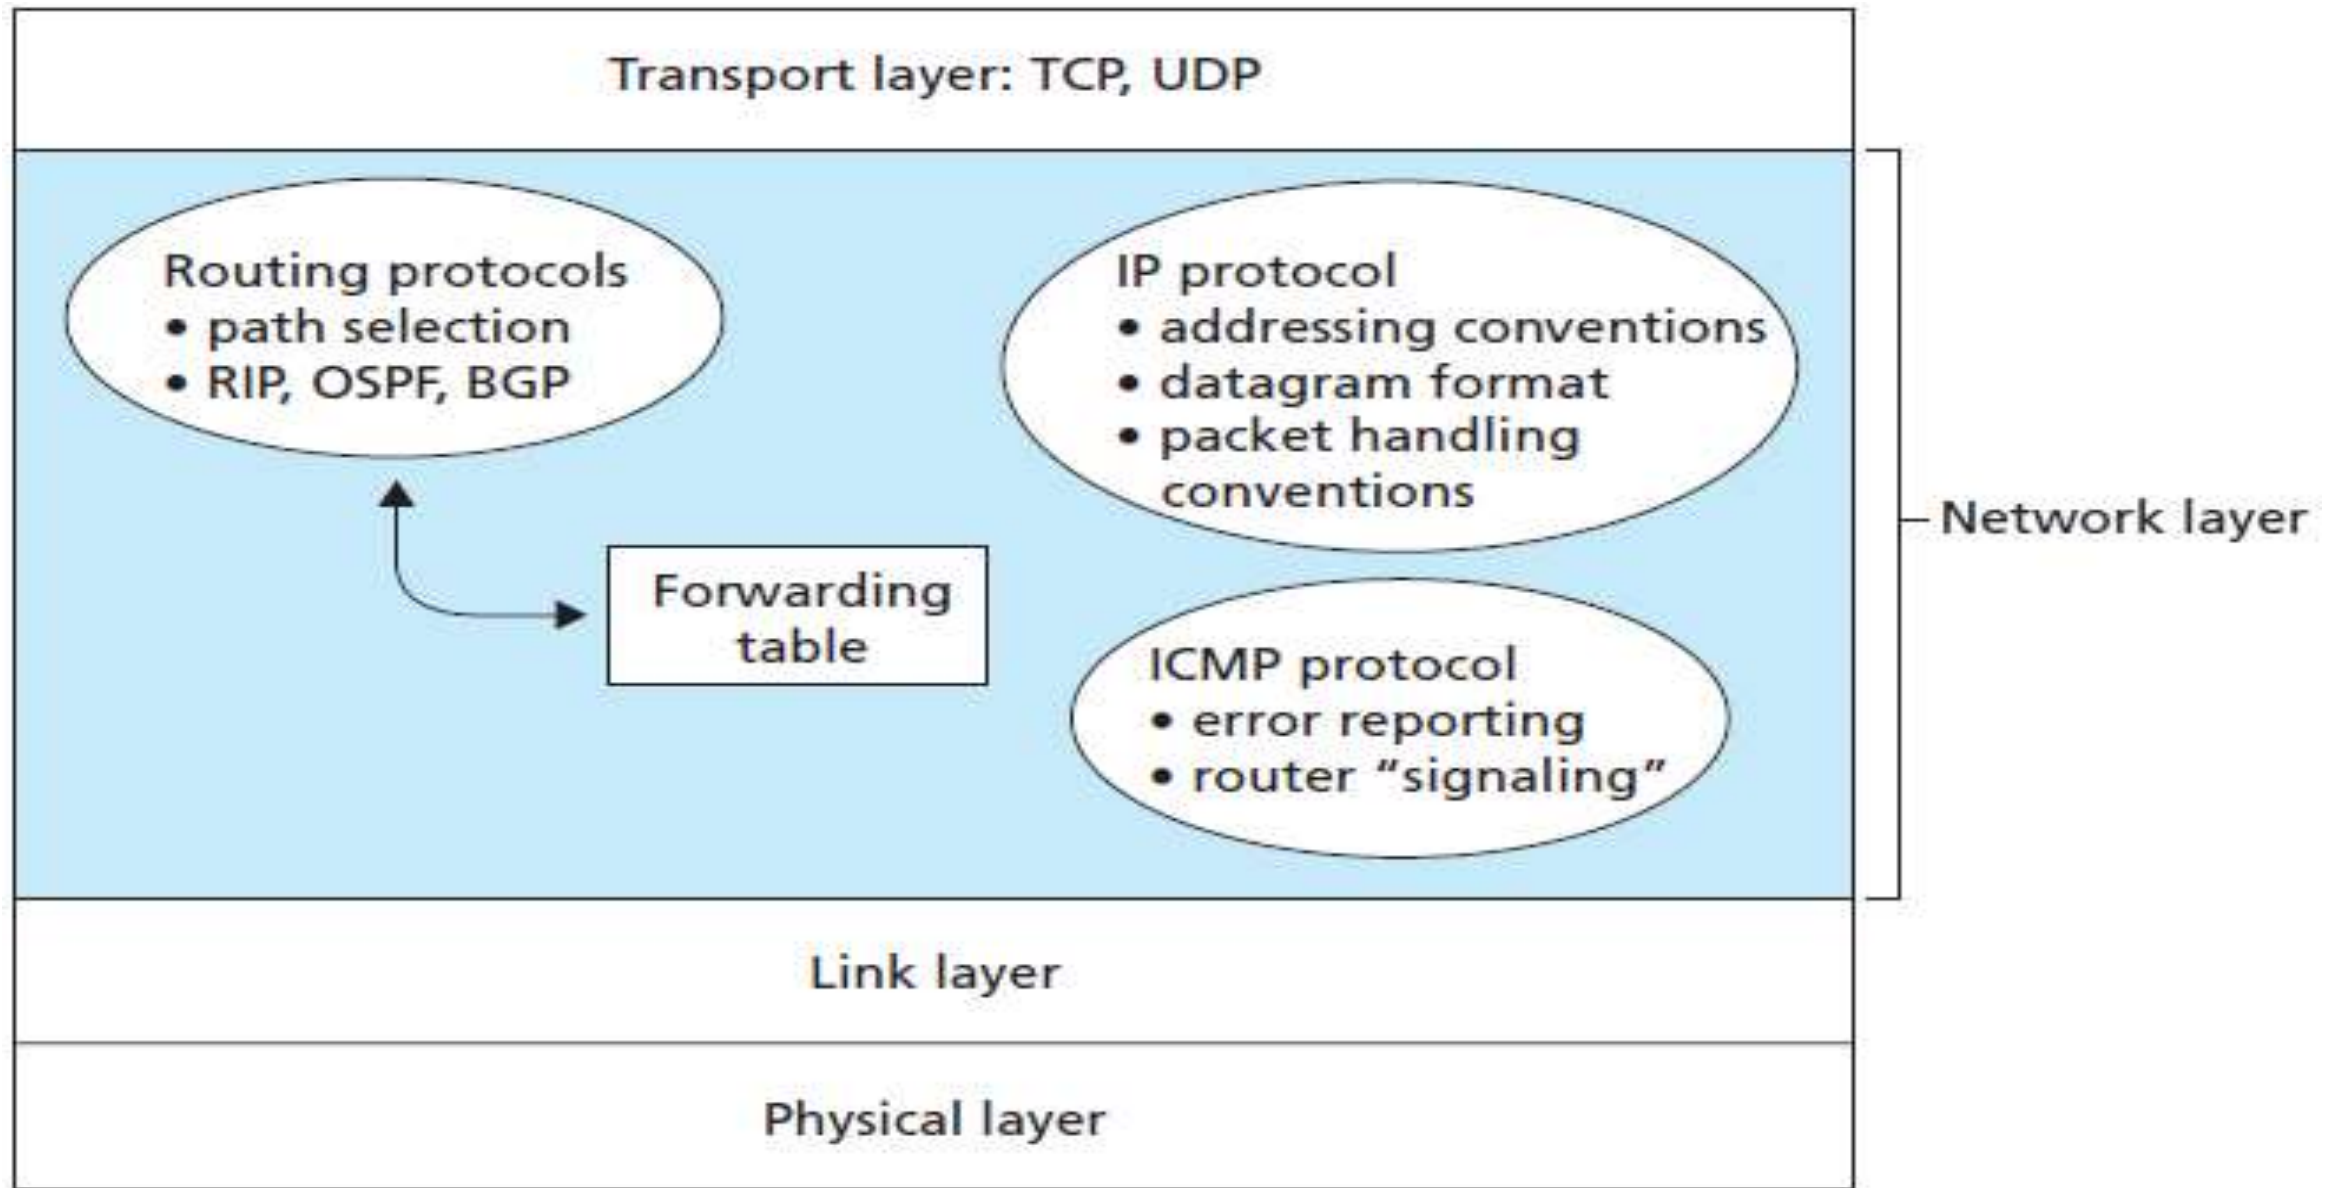 Transport layer: TCP, UDP
Routing protocols
• path selection
• RIP, OSPF, BGP
IP protocol
• addressing conventions
• datagram format
• packet handling
conventions
Network layer
Forwarding
table
ICMP protocol
• error reporting
• router “signaling”
Link layer
Physical layer